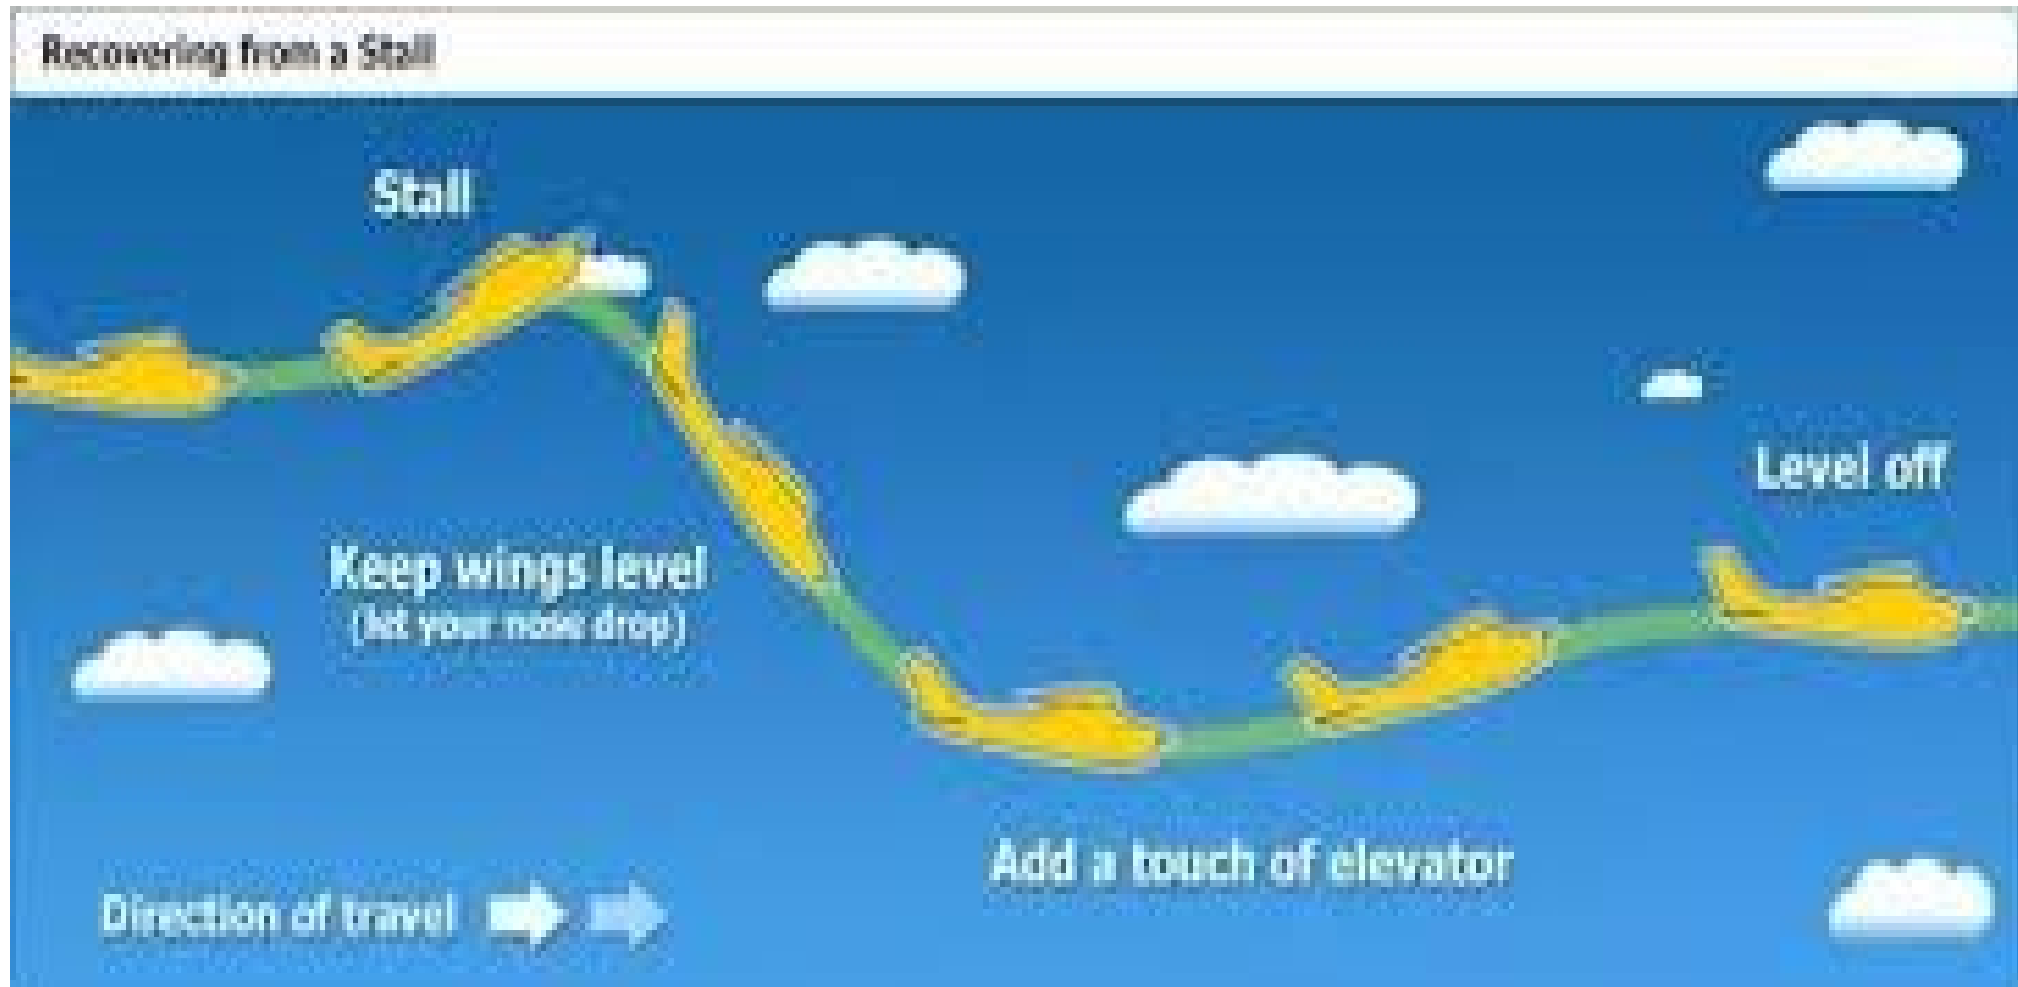 Recovering from a Stall
Stall
Level off
Keep wings level
(let your nose drop)
Add a touch of elevator
Direction of travel